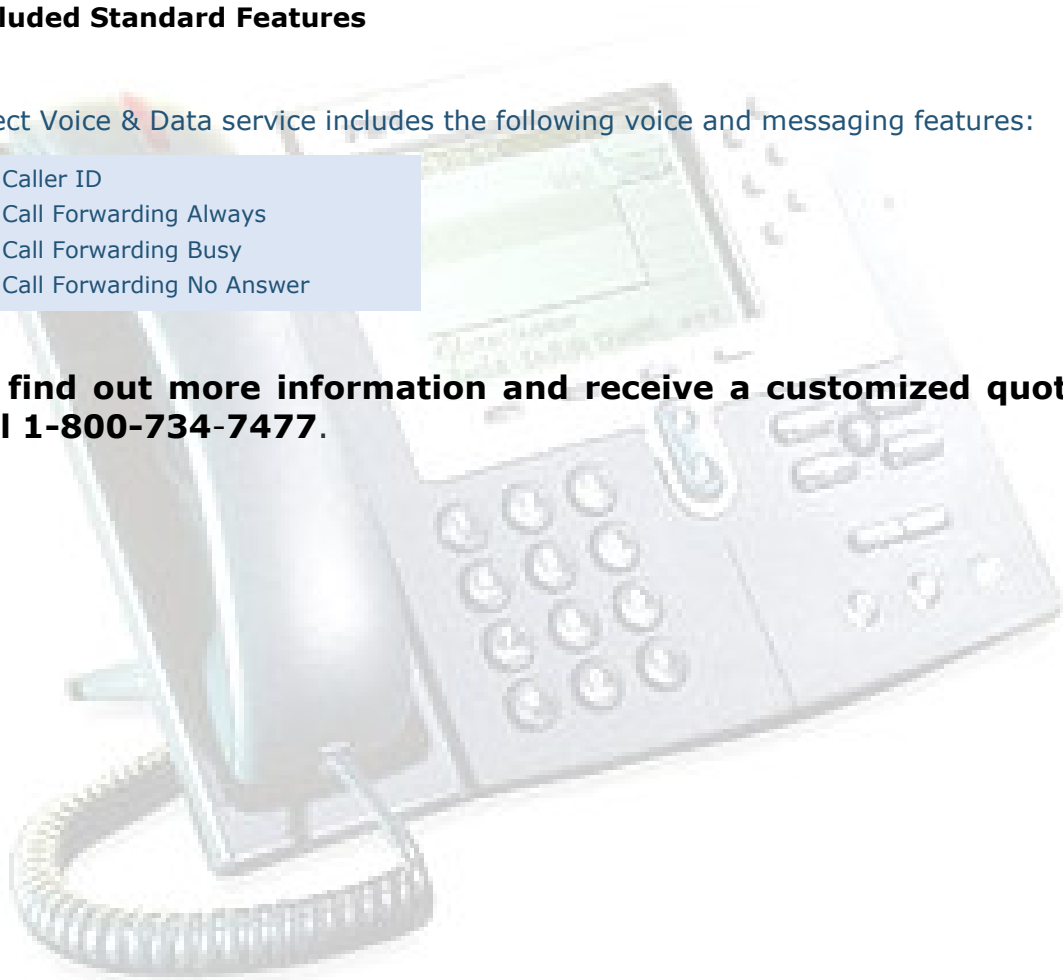 luded Standard Features
ect Voice & Data service includes the following voice and messaging features:
Caller ID
Call Forwarding Always
Call Forwarding Busy
Call Forwarding No Answer
find out more information and receive a customized quot
l 1-800-734-7477.